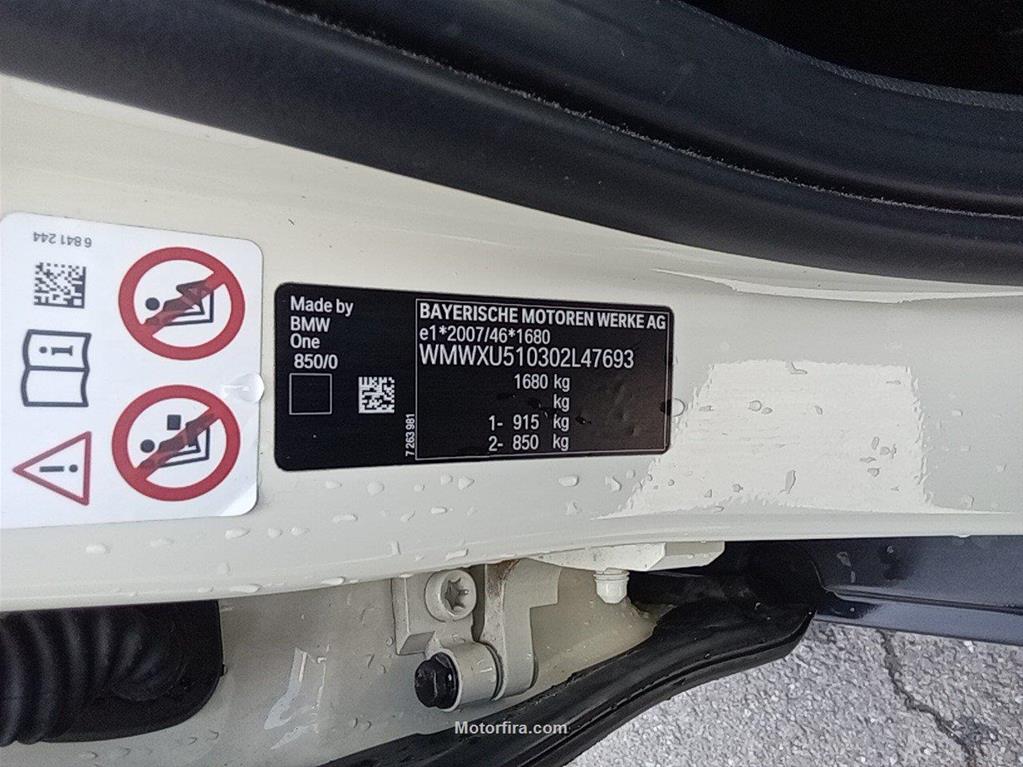 6 841 244
Made by
BMW
One
850/0
BAYERISCHE MOTOREN WERKE AG
e1*2007/46*1680
WMWXU510302L47693
1680 kg
kg
1- 915 kg
2- 850 kg
7 263 981
Motorfira.com